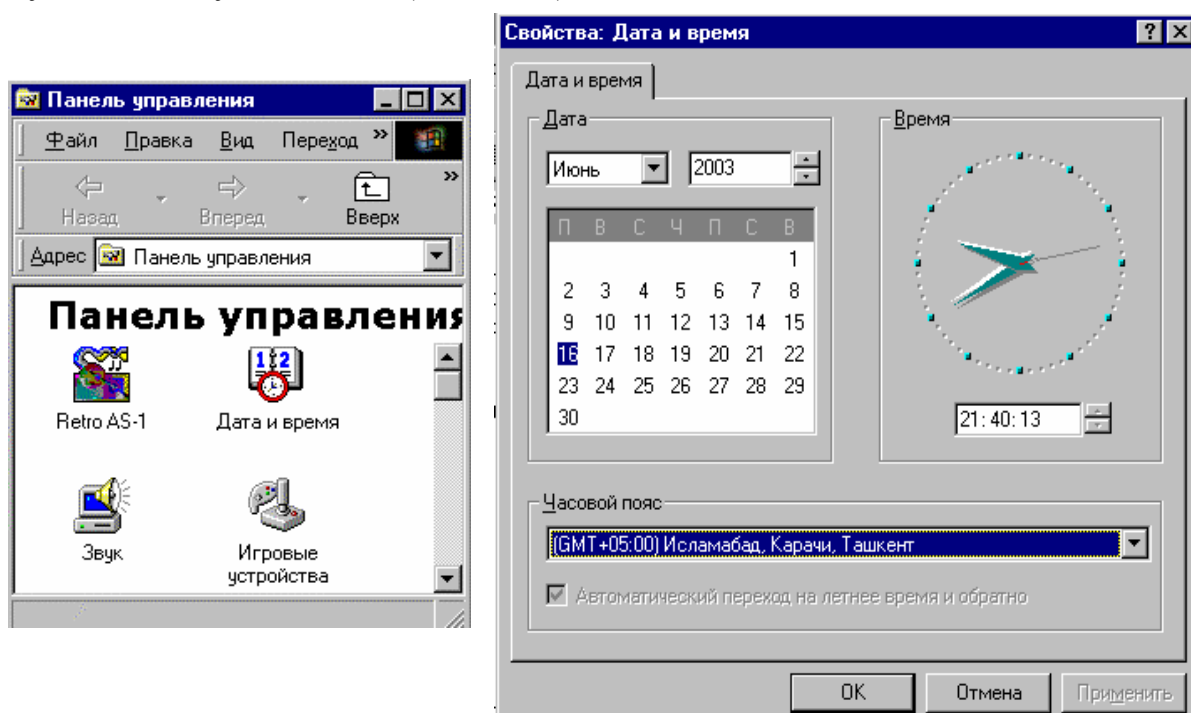 Панель управления
Файл Правка Вид Переход »
Назад Вперед Вверх »
Адрес Панель управления
Панель управления
Retro AS-1 Дата и время
Звук Игровые
устройства
Свойства: Дата и время
Дата и время
Дата
Июнь 2003
П В С Ч П С В
1
2 3 4 5 6 7 8
9 10 11 12 13 14 15
16 17 18 19 20 21 22
23 24 25 26 27 28 29
30
Время
21:40:13
Часовой пояс
(GMT+05:00) Исламабад, Карачи, Ташкент
Автоматический переход на летнее время и обратно
OK Отмена Применить